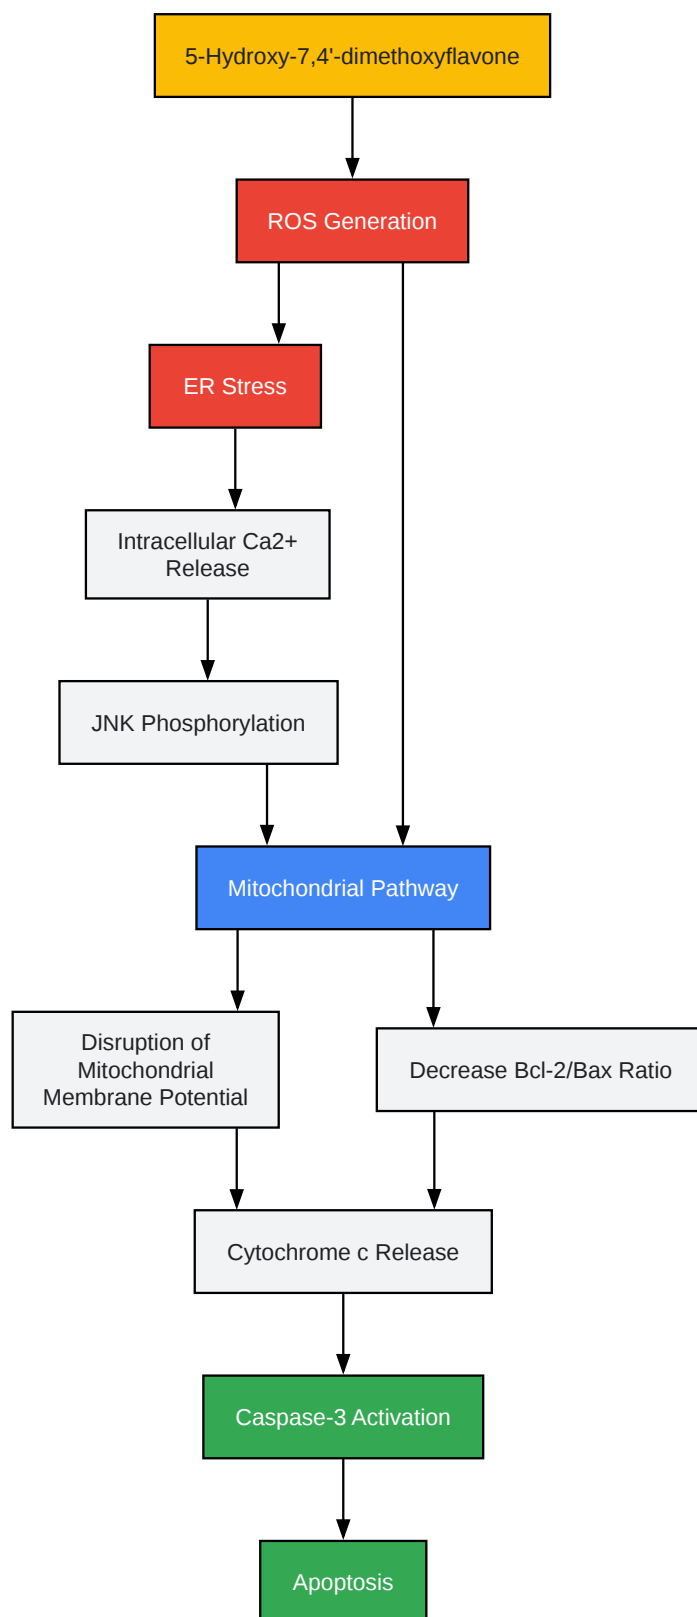 5-Hydroxy-7,4'-dimethoxyflavone
ROS Generation
ER Stress
Intracellular Ca2+
Release
JNK Phosphorylation
Mitochondrial Pathway
Disruption of
Mitochondrial
Membrane Potential
Decrease Bcl-2/Bax Ratio
Cytochrome c Release
Caspase-3 Activation
Apoptosis